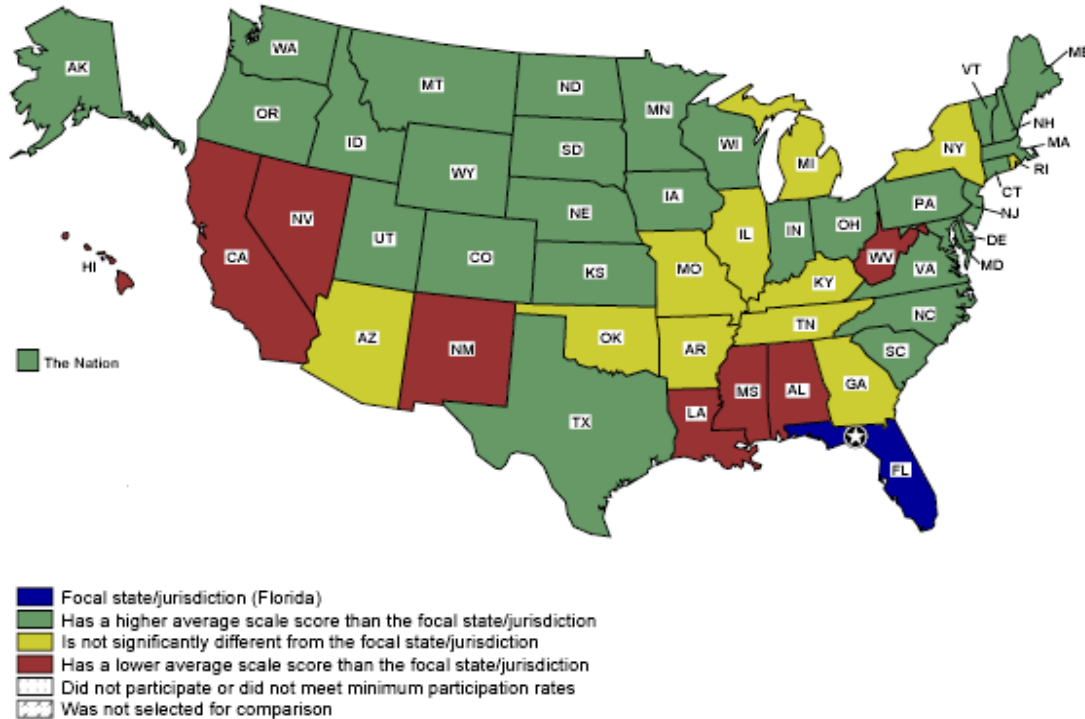 WA
AK
MT
ND
MN
VT
ME
OR
ID
SD
WI
MI
NY
NH
MA
RI
CT
WY
IA
PA
NJ
NV
UT
NE
IL
IN
OH
DE
MD
CA
CO
KS
MO
WV
VA
KY
HI
AZ
NM
OK
AR
TN
NC
SC
The Nation
TX
LA
MS
AL
GA
FL
Focal state/jurisdiction (Florida)
Has a higher average scale score than the focal state/jurisdiction
Is not significantly different from the focal state/jurisdiction
Has a lower average scale score than the focal state/jurisdiction
Did not participate or did not meet minimum participation rates
Was not selected for comparison